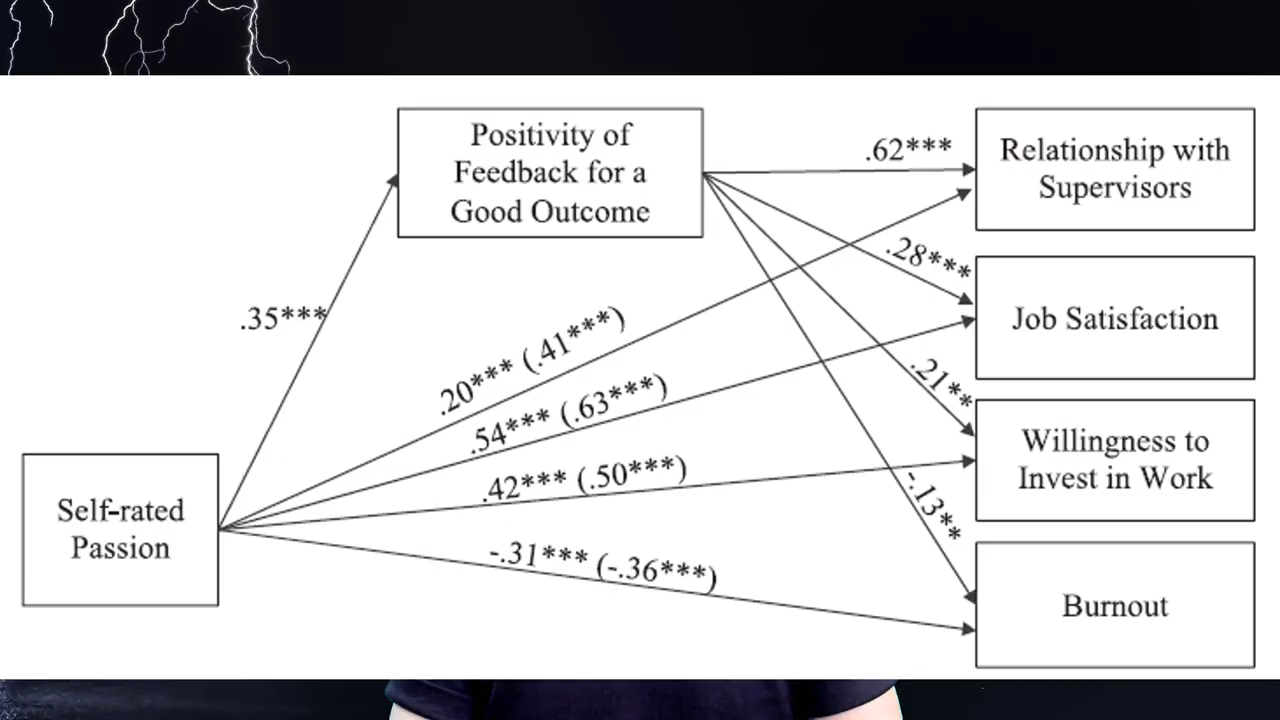 Positivity of
Feedback for a
Good Outcome
Relationship with
Supervisors
.62***
.28***
Job Satisfaction
.35***
.20*** (.41***)
.54*** (.63***)
.21**
Willingness to
Invest in Work
.42*** (.50***)
-.13**
Self-rated
Passion
-.31*** (-.36***)
Burnout